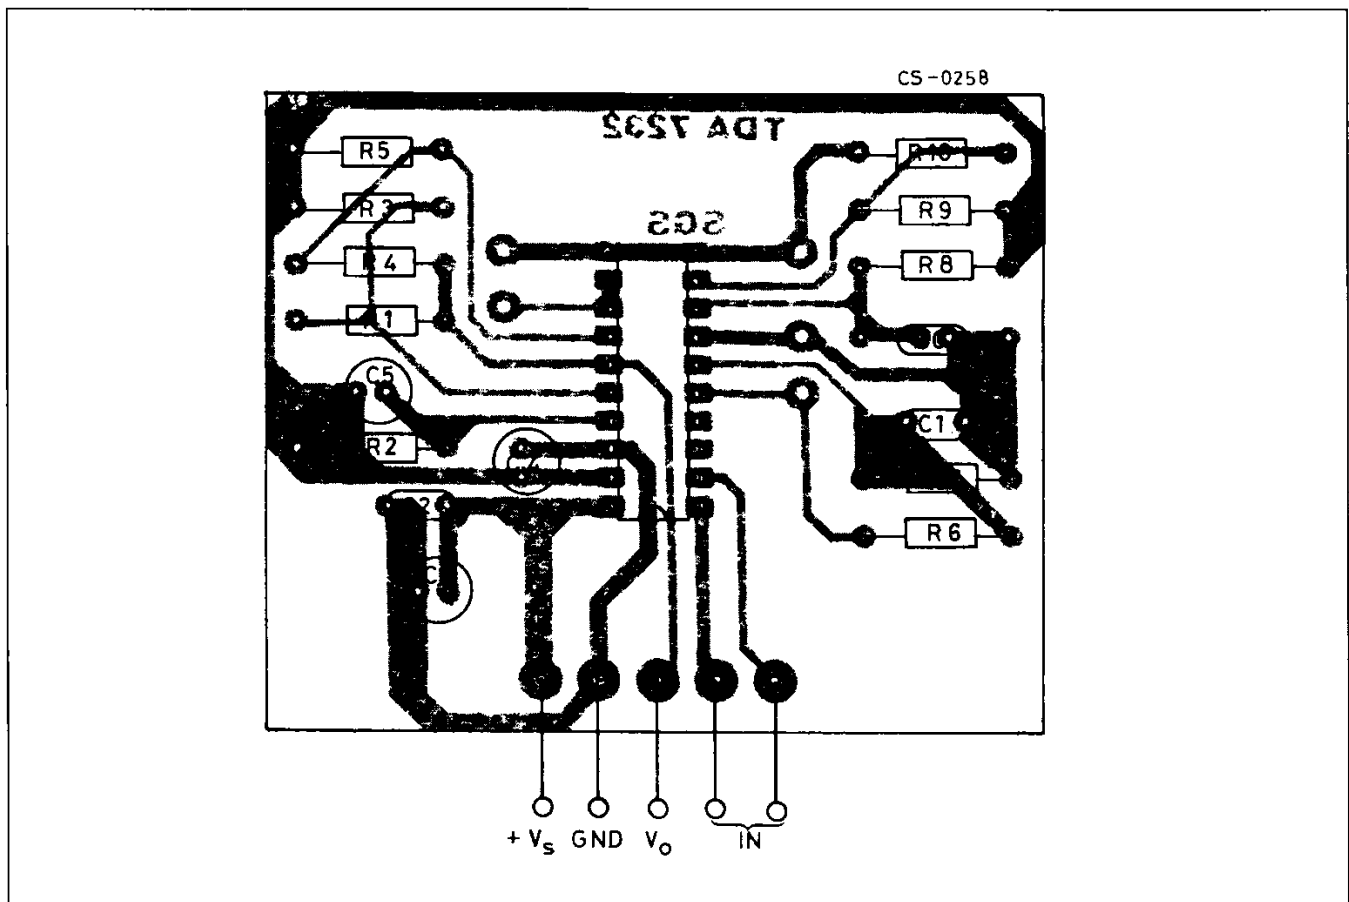 CS-0258
TDA 7232
R5
R10
R3
R9
SGS
R4
R8
R1
C5
C1
R2
R6
+ Vs GND Vo IN